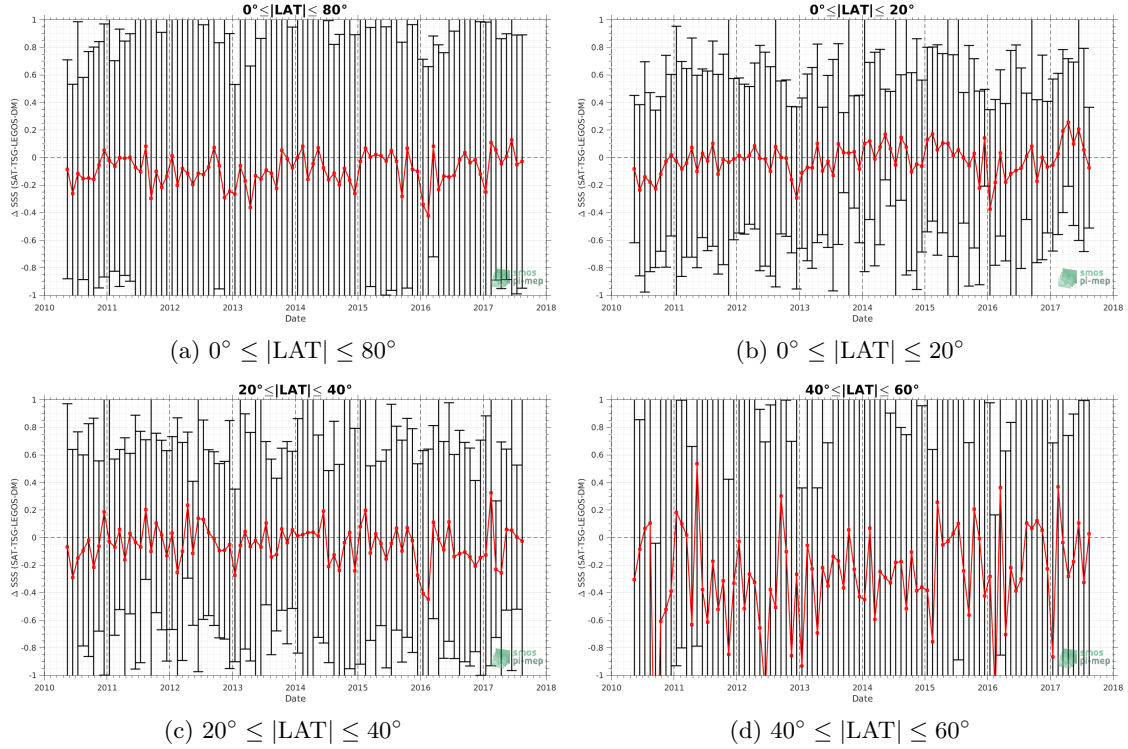 0°≤|LAT|≤ 80°
1
0.8
0.6
0.4
0.2
0
-0.2
-0.4
-0.6
-0.8
-1
Δ SSS (SAT-TSG-LEGOS-DM)
2010 2011 2012 2013 2014 2015 2016 2017 2018
Date
smos
pi-mep
(a) 0° ≤ |LAT| ≤ 80°
0°≤|LAT|≤ 20°
1
0.8
0.6
0.4
0.2
0
-0.2
-0.4
-0.6
-0.8
-1
Δ SSS (SAT-TSG-LEGOS-DM)
2010 2011 2012 2013 2014 2015 2016 2017 2018
Date
smos
pi-mep
(b) 0° ≤ |LAT| ≤ 20°
20°≤|LAT|≤ 40°
1
0.8
0.6
0.4
0.2
0
-0.2
-0.4
-0.6
-0.8
-1
Δ SSS (SAT-TSG-LEGOS-DM)
2010 2011 2012 2013 2014 2015 2016 2017 2018
Date
smos
pi-mep
(c) 20° ≤ |LAT| ≤ 40°
40°≤|LAT|≤ 60°
1
0.8
0.6
0.4
0.2
0
-0.2
-0.4
-0.6
-0.8
-1
Δ SSS (SAT-TSG-LEGOS-DM)
2010 2011 2012 2013 2014 2015 2016 2017 2018
Date
smos
pi-mep
(d) 40° ≤ |LAT| ≤ 60°